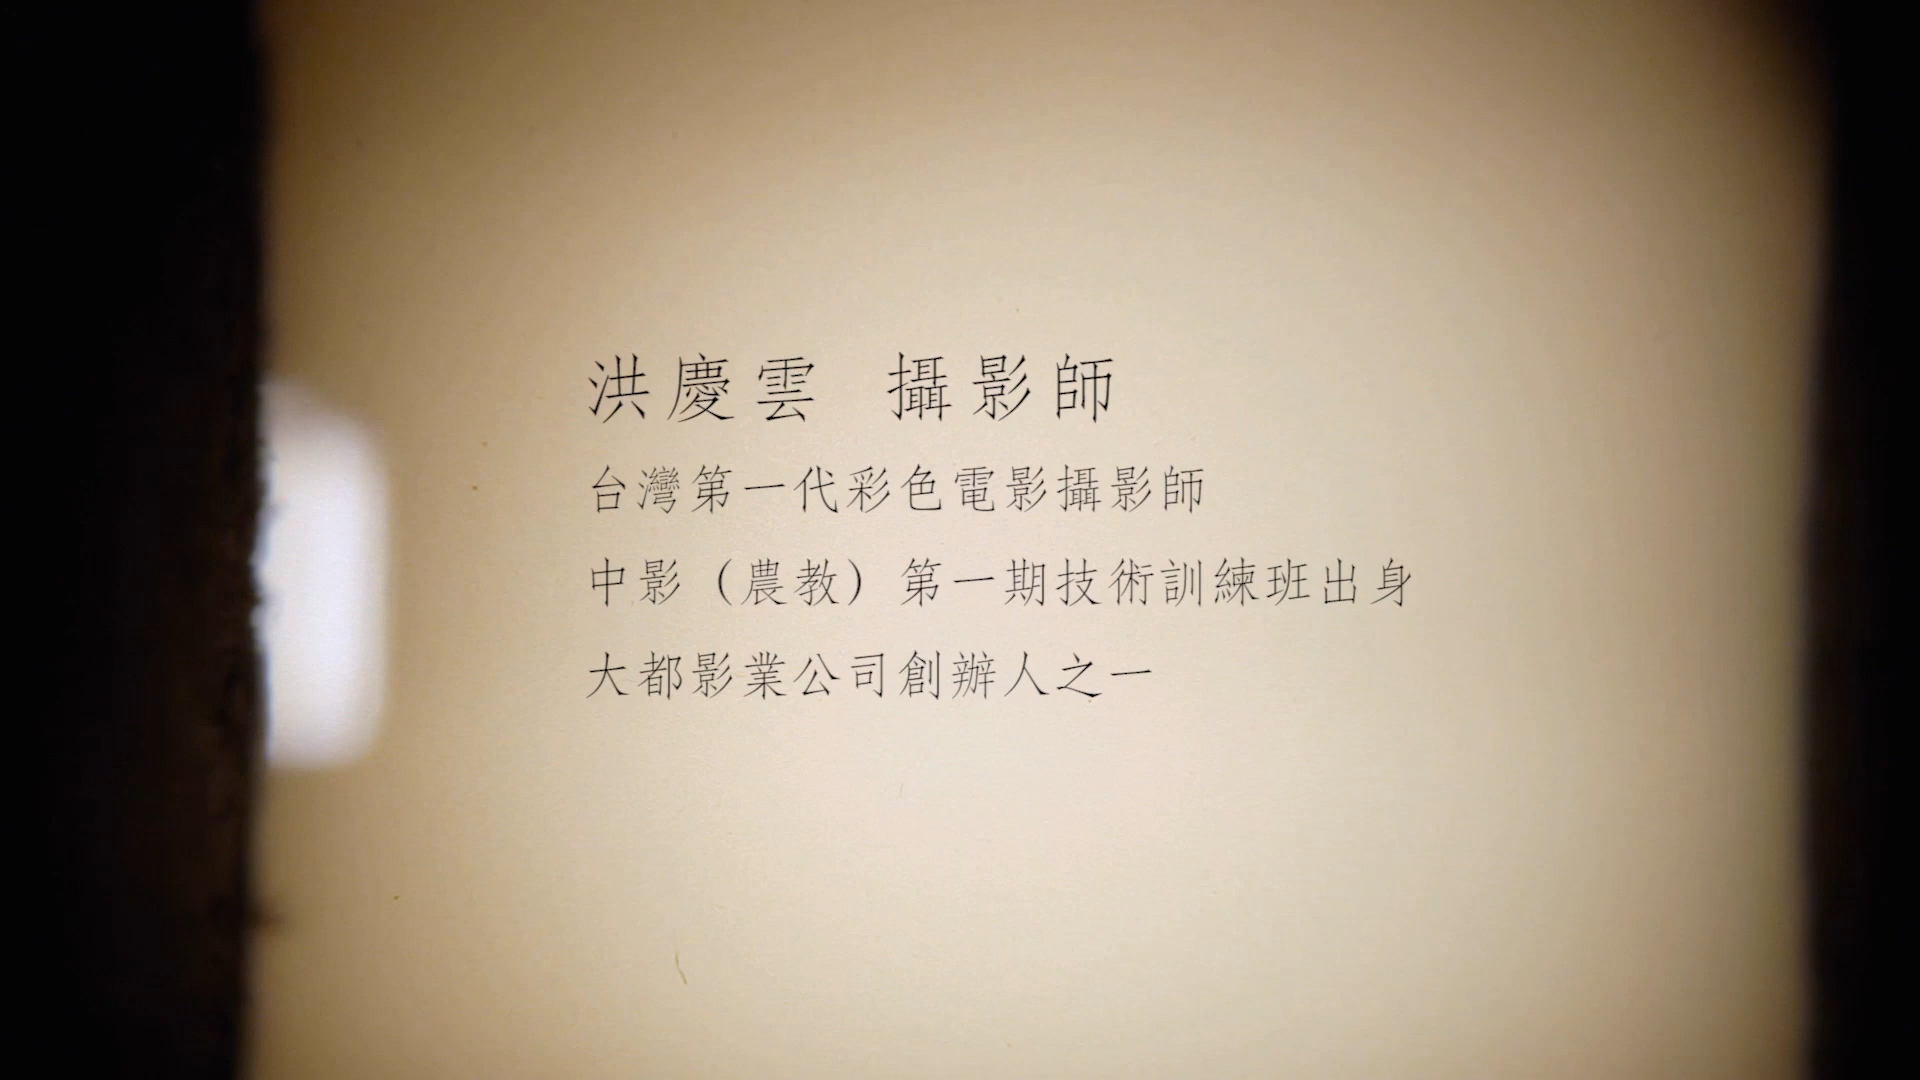 洪慶雲 攝影師
台灣第一代彩色電影攝影師
中影（農教）第一期技術訓練班出身
大都影業公司創辦人之一